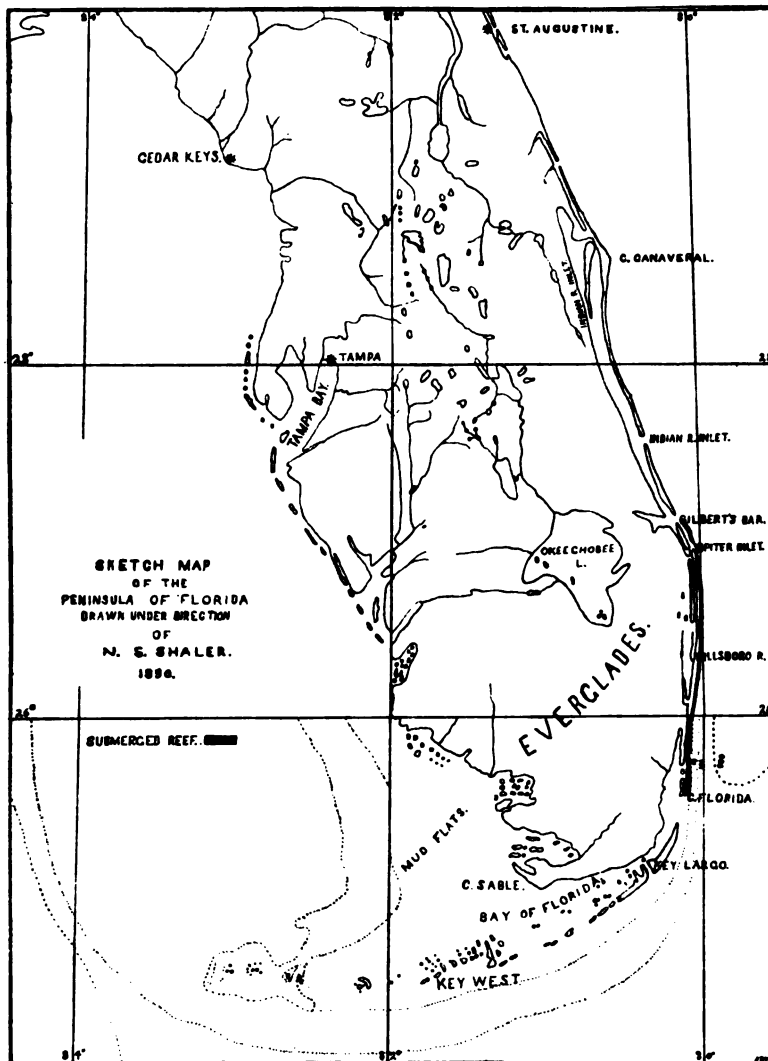 ST. AUGUSTINE.
CEDAR KEYS.
C. CANAVERAL.
28°
TAMPA
TAMPA BAY.
INDIAN R. INLET.
GILBERT'S BAR.
OKEECHOBEE
L.
SKETCH MAP
OF THE
PENINSULA OF FLORIDA
DRAWN UNDER DIRECTION
OF
N. S. SHALER.
1890.
EVERGLADES.
26°
SUBMERGED REEF.
C. FLORIDA.
MUD FLATS.
C. SABLE.
KEY LARGO.
BAY OF FLORIDA.
KEY WEST.